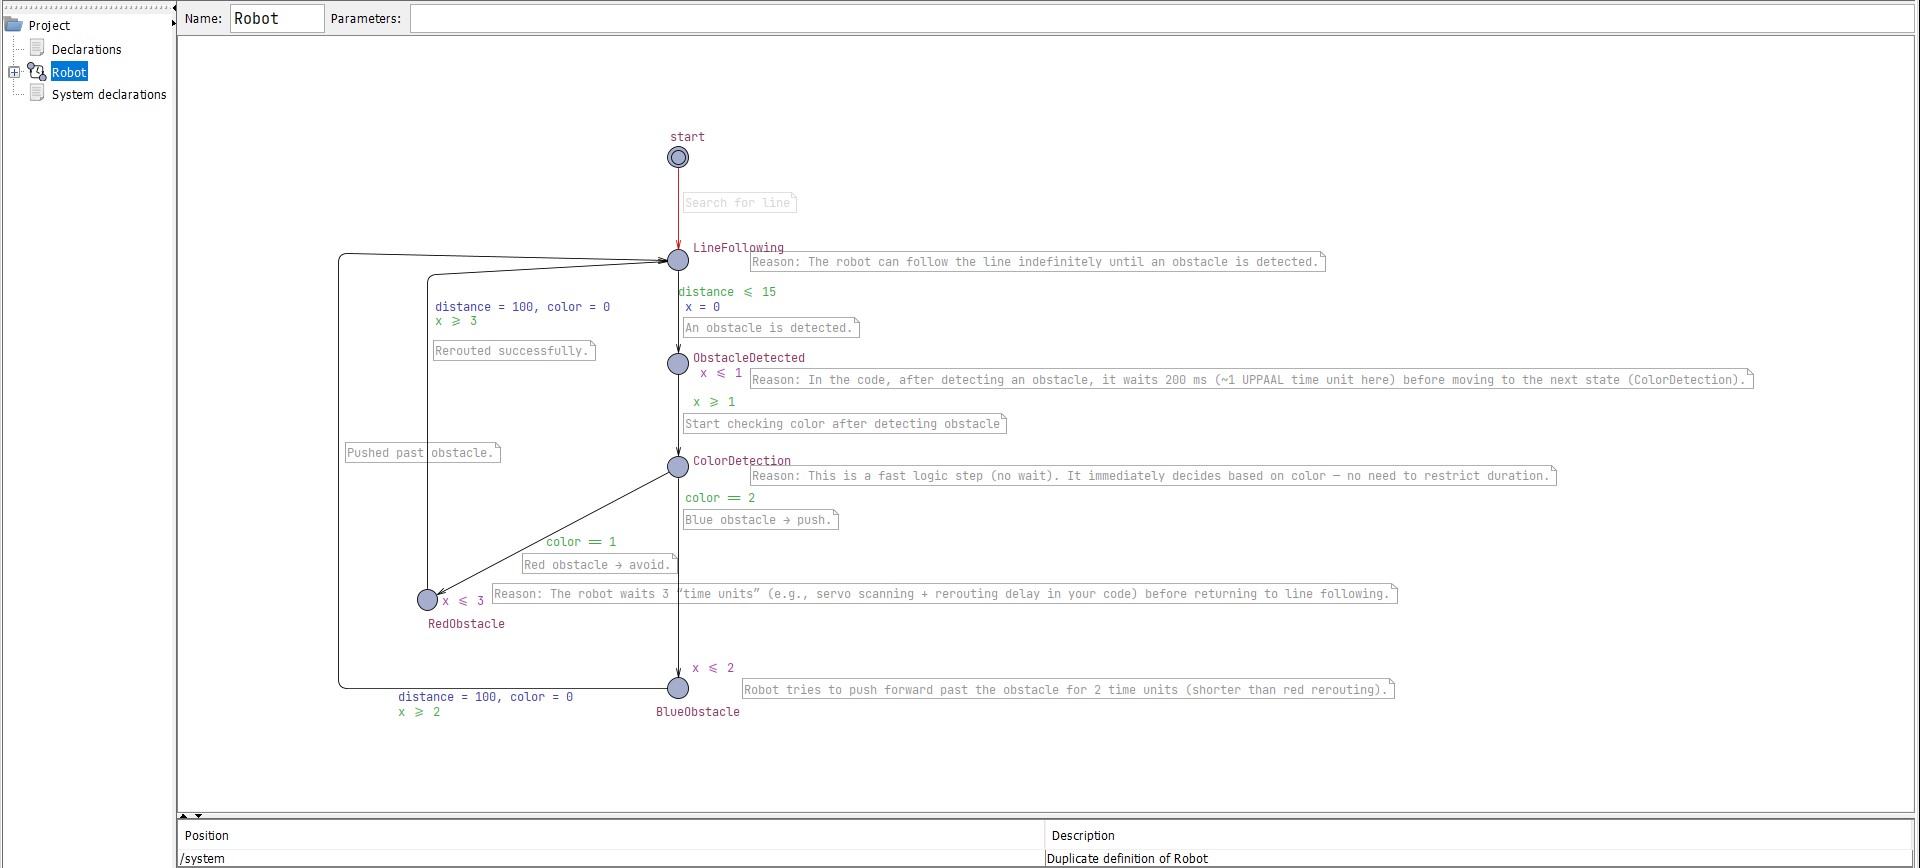 Name: Robot Parameters:
Project
Declarations
Robot
System declarations
start
Search for line
LineFollowing
Reason: The robot can follow the line indefinitely until an obstacle is detected.
distance ≤ 15
x = 0
An obstacle is detected.
distance = 100, color = 0
x ≥ 3
Rerouted successfully.
ObstacleDetected
x ≤ 1
Reason: In the code, after detecting an obstacle, it waits 200 ms (~1 UPPAAL time unit here) before moving to the next state (ColorDetection).
x ≥ 1
Start checking color after detecting obstacle
Pushed past obstacle.
ColorDetection
Reason: This is a fast logic step (no wait). It immediately decides based on color — no need to restrict duration.
color == 2
Blue obstacle → push.
color == 1
Red obstacle → avoid.
x ≤ 3
Reason: The robot waits 3 “time units” (e.g., servo scanning + rerouting delay in your code) before returning to line following.
RedObstacle
x ≤ 2
Robot tries to push forward past the obstacle for 2 time units (shorter than red rerouting).
distance = 100, color = 0
x ≥ 2
BlueObstacle
Position Description
/system Duplicate definition of Robot